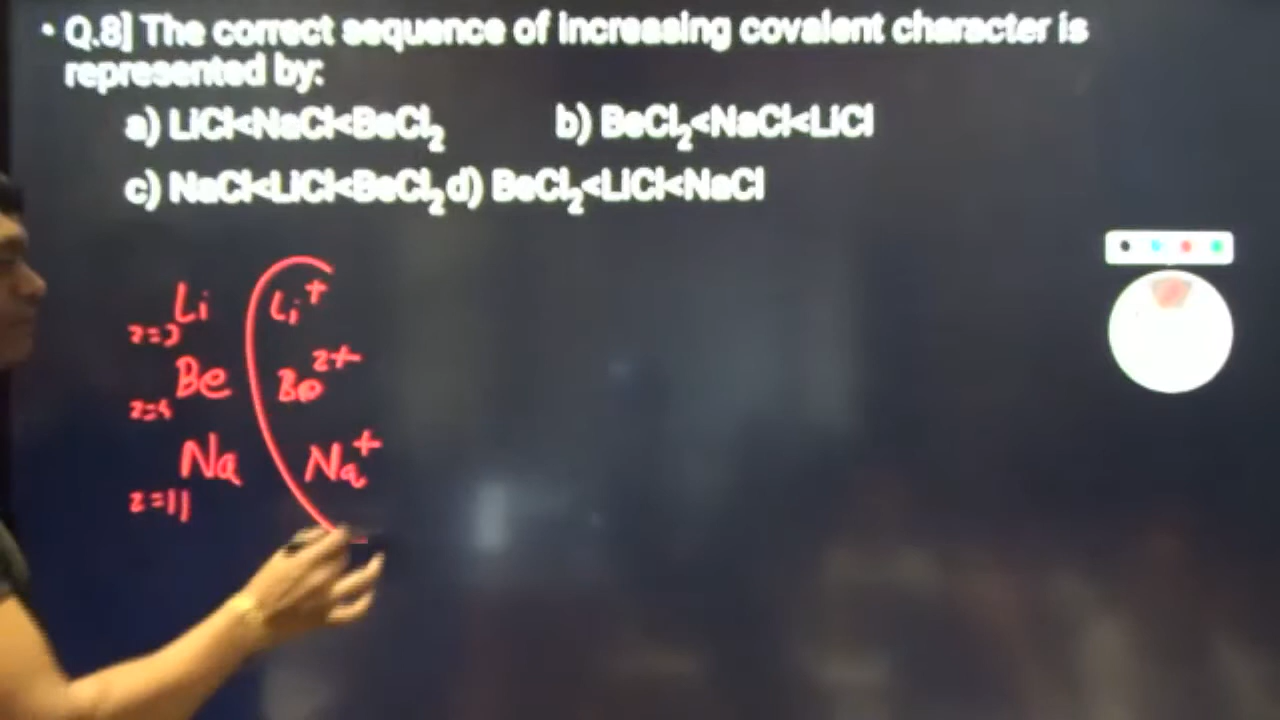 • Q.8] The correct sequence of increasing covalent character is
represented by:
a) LiCl<NaCl<BeCl₂ b) BeCl₂<NaCl<LiCl
c) NaCl<LiCl<BeCl₂ d) BeCl₂<LiCl<NaCl
Li Li⁺
z=3
Be Be²⁺
z=4
Na Na⁺
z=11